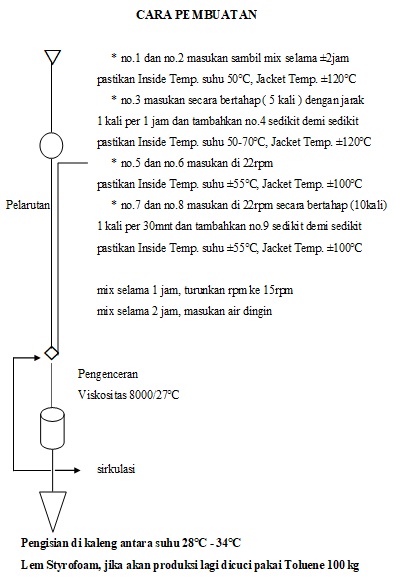 CARA PEMBUATAN
* no.1 dan no.2 masukan sambil mix selama ±2jam
pastikan Inside Temp. suhu 50°C, Jacket Temp. ±120°C
* no.3 masukan secara bertahap ( 5 kali ) dengan jarak
1 kali per 1 jam dan tambahkan no.4 sedikit demi sedikit
pastikan Inside Temp. suhu 50-70°C, Jacket Temp. ±120°C
* no.5 dan no.6 masukan di 22rpm
pastikan Inside Temp. suhu ±55°C, Jacket Temp. ±100°C
Pelarutan
* no.7 dan no.8 masukan di 22rpm secara bertahap (10kali)
1 kali per 30mnt dan tambahkan no.9 sedikit demi sedikit
pastikan Inside Temp. suhu ±55°C, Jacket Temp. ±100°C
mix selama 1 jam, turunkan rpm ke 15rpm
mix selama 2 jam, masukan air dingin
Pengenceran
Viskositas 8000/27°C
sirkulasi
Pengisian di kaleng antara suhu 28°C - 34°C
Lem Styrofoam, jika akan produksi lagi dicuci pakai Toluene 100 kg